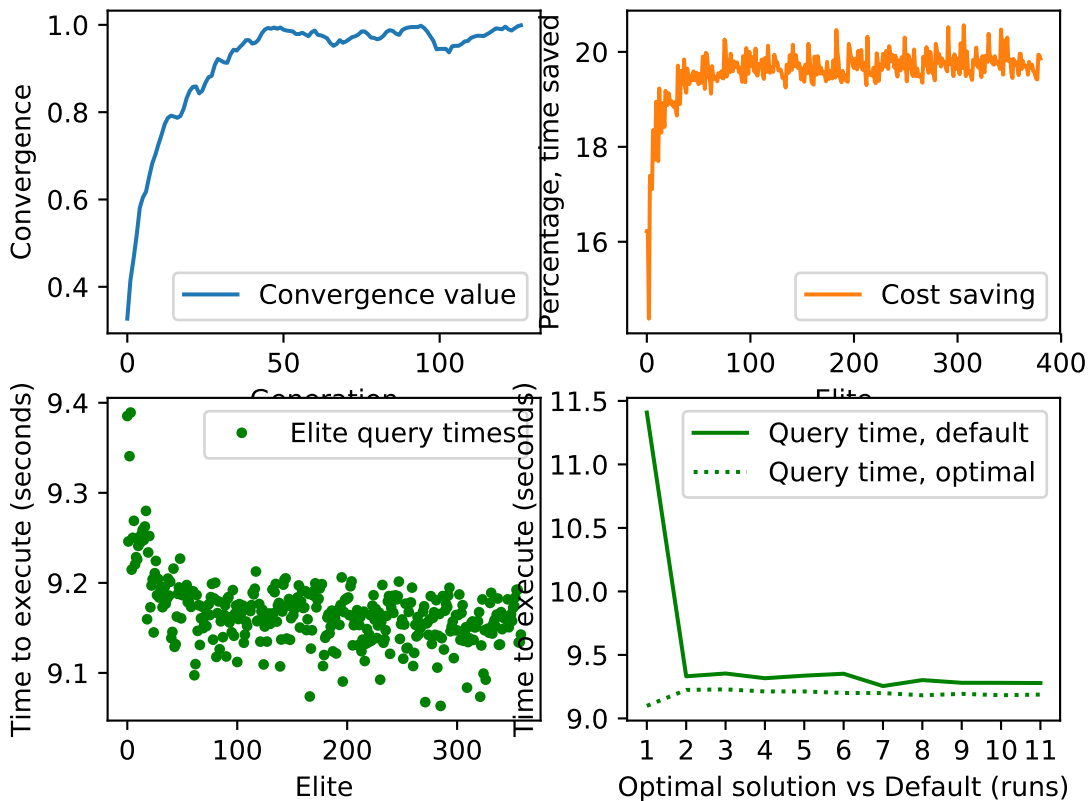 1.0
0.8
0.6
0.4
Convergence
Convergence value
0
50
100
Generation
20
18
16
Percentage, time saved
Cost saving
0
100
200
300
400
Elite
9.4
9.3
9.2
9.1
Time to execute (seconds)
Elite query times
0
100
200
300
Elite
11.5
11.0
10.5
10.0
9.5
9.0
Time to execute (seconds)
Query time, default
Query time, optimal
1 2 3 4 5 6 7 8 9 10 11
Optimal solution vs Default (runs)